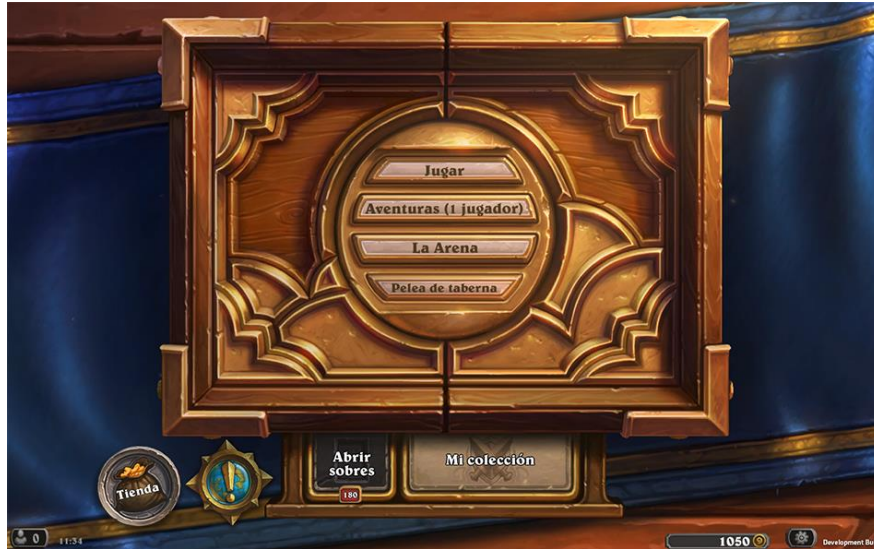 Jugar
Aventuras (1 jugador)
La Arena
Pelea de taberna
Abrir
sobres
180
Mi colección
Tienda
0
11:34
1050
Development Bu